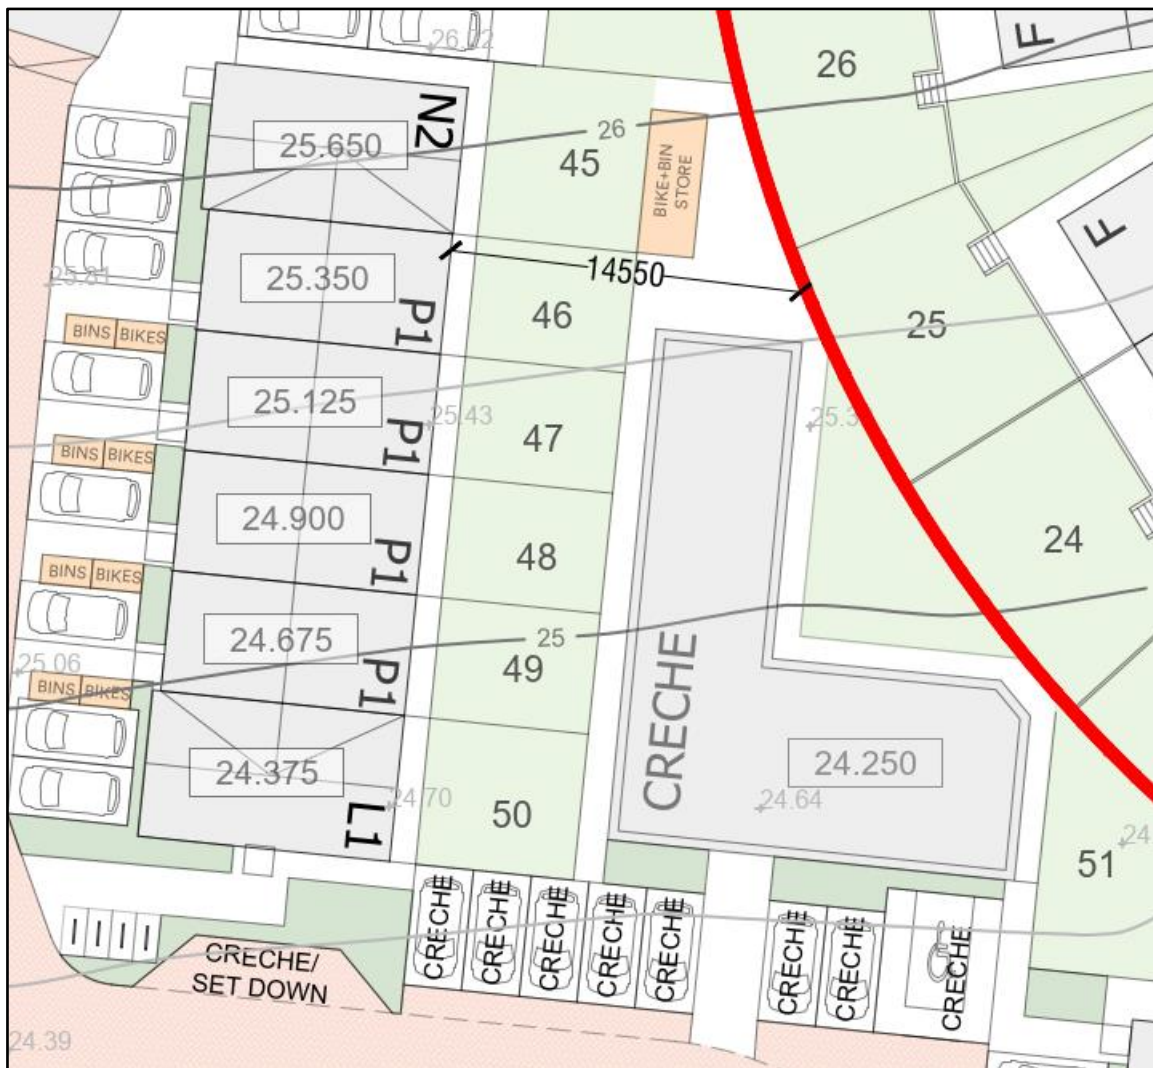 26.22
26
F
N2
25.650
26
45
BIKE+BIN
STORE
F
25.81
25.350
14550
P1
46
25
BINS BIKES
25.125
25.43
P1
47
BINS BIKES
24.900
P1
48
24
BINS BIKES
24.675
25
49
P1
25.06
BINS BIKES
CRECHE
24.375
24.250
24.70
24.64
L1
50
51
CRECHE
CRECHE
CRECHE
CRECHE
CRECHE
CRECHE
CRECHE
CRECHE
CRECHE/
SET DOWN
24.39